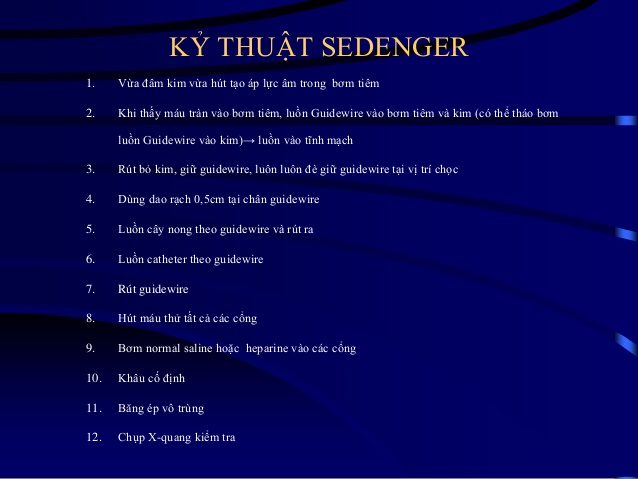 KỶ THUẬT SEDENGER
1. Vừa đâm kim vừa hút tạo áp lực âm trong bơm tiêm
2. Khi thấy máu tràn vào bơm tiêm, luồn Guidewire vào bơm tiêm và kim (có thể tháo bơm
luồn Guidewire vào kim)→ luồn vào tĩnh mạch
3. Rút bỏ kim, giữ guidewire, luôn luôn đè giữ guidewire tại vị trí chọc
4. Dùng dao rạch 0,5cm tại chân guidewire
5. Luồn cây nong theo guidewire và rút ra
6. Luồn catheter theo guidewire
7. Rút guidewire
8. Hút máu thử tất cả các cổng
9. Bơm normal saline hoặc heparine vào các cổng
10. Khâu cố định
11. Băng ép vô trùng
12. Chụp X-quang kiểm tra